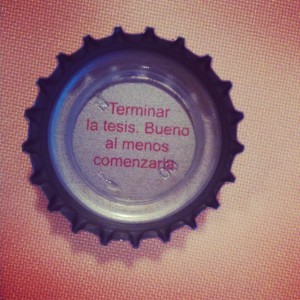 Terminar
la tesis. Bueno
al menos
comenzarla.